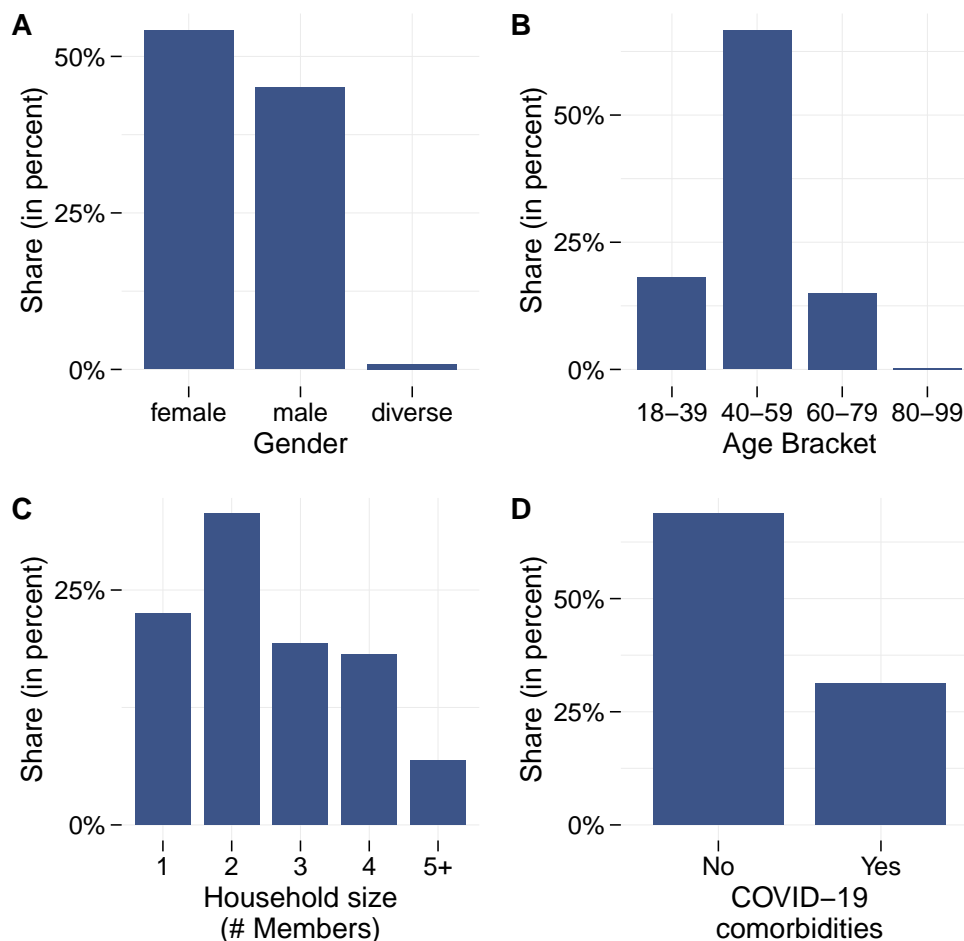 A
Share (in percent)
50%
25%
0%
female male diverse
Gender
B
Share (in percent)
50%
25%
0%
18–39 40–59 60–79 80–99
Age Bracket
C
Share (in percent)
25%
0%
1 2 3 4 5+
Household size
(# Members)
D
Share (in percent)
50%
25%
0%
No Yes
COVID–19
comorbidities